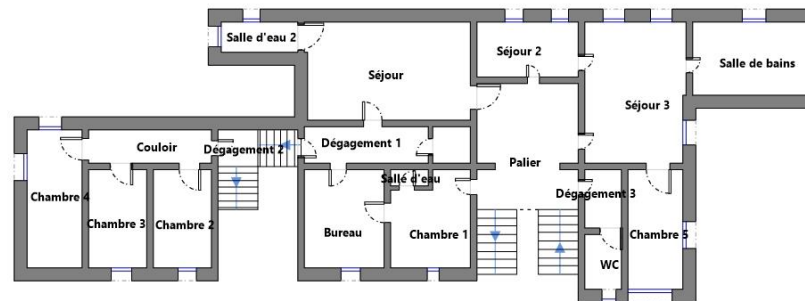 Salle d'eau 2
Séjour 2
Séjour
Salle de bains
Séjour 3
Couloir
Dégagement 1
Dégagement 2
Palier
Sallé d'eau
Chambre 4
Dégagement 3
Chambre 3
Chambre 2
Bureau
Chambre 1
Chambre 5
WC